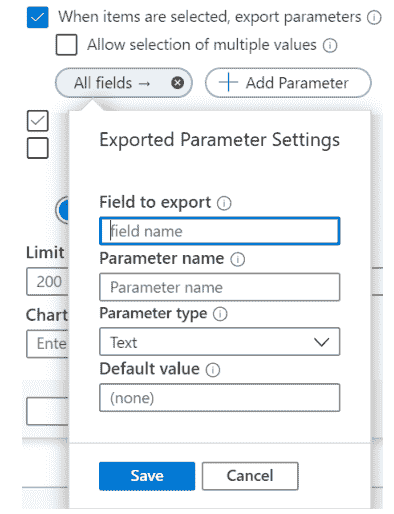 When items are selected, export parameters
Allow selection of multiple values
All fields → + Add Parameter
Exported Parameter Settings
Field to export
field name
Limit
Parameter name
200
Parameter name
Chart
Parameter type
Ente
Text
Default value
(none)
Save Cancel